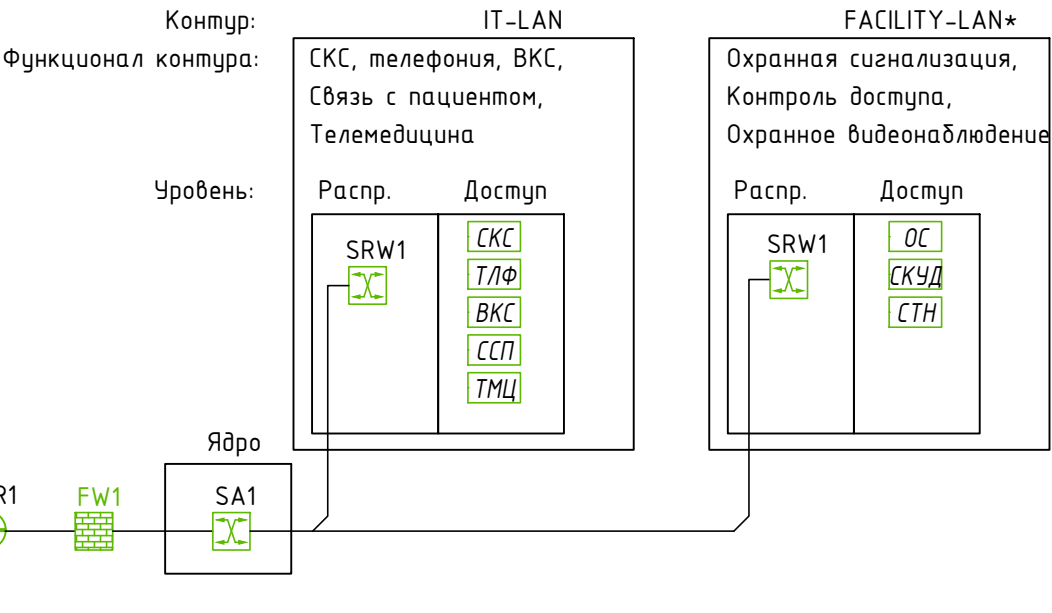 Контур:
IT-LAN
FACILITY-LAN*
Функционал контура:
СКС, телефония, ВКС,
Связь с пациентом,
Телемедицина
Охранная сигнализация,
Контроль доступа,
Охранное видеонаблюдение
Уровень:
Распр.
Доступ
Распр.
Доступ
SRW1
СКС
ТЛФ
ВКС
ССП
ТМЦ
SRW1
ОС
СКУД
СТН
Ядро
R1
FW1
SA1